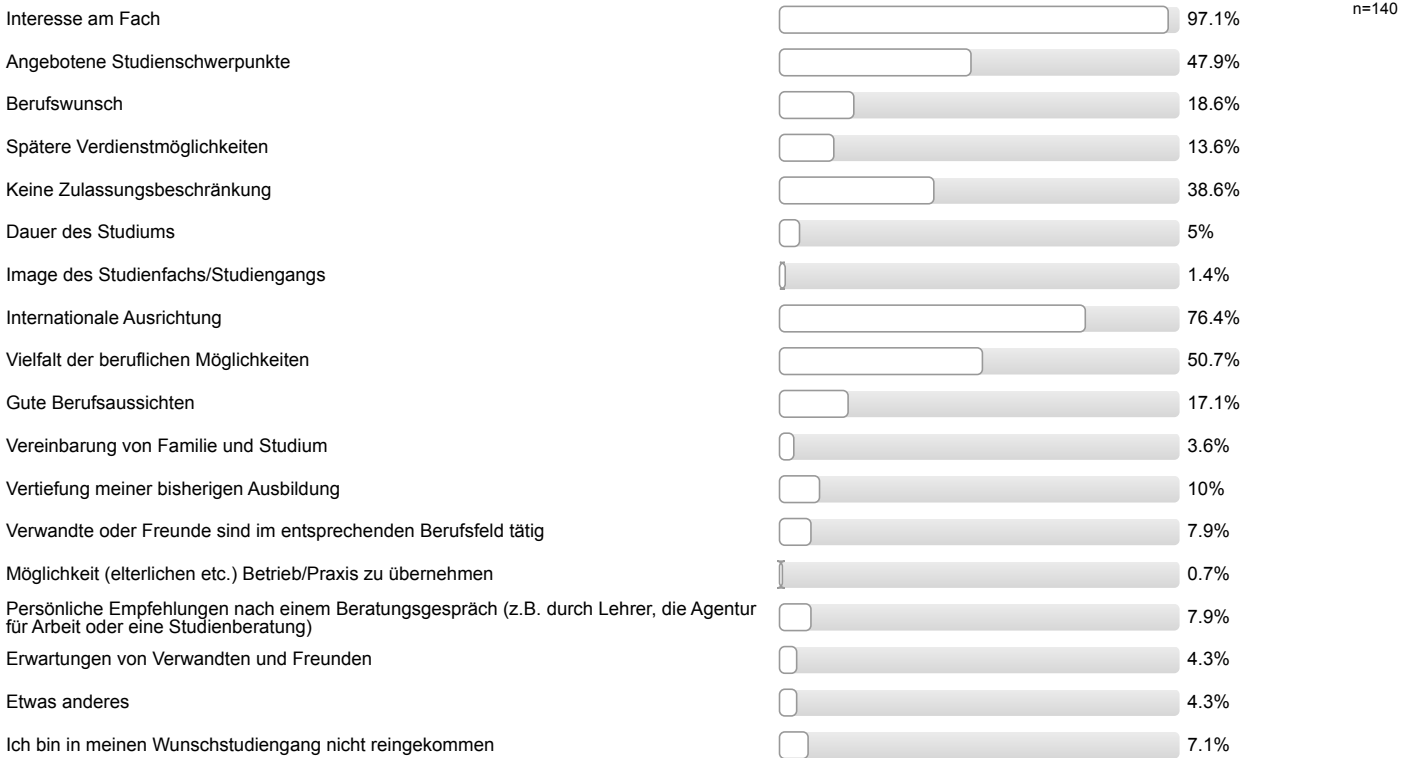 Interesse am Fach 97.1% n=140
Angebotene Studienschwerpunkte 47.9%
Berufswunsch 18.6%
Spätere Verdienstmöglichkeiten 13.6%
Keine Zulassungsbeschränkung 38.6%
Dauer des Studiums 5%
Image des Studienfachs/Studiengangs 1.4%
Internationale Ausrichtung 76.4%
Vielfalt der beruflichen Möglichkeiten 50.7%
Gute Berufsaussichten 17.1%
Vereinbarung von Familie und Studium 3.6%
Vertiefung meiner bisherigen Ausbildung 10%
Verwandte oder Freunde sind im entsprechenden Berufsfeld tätig 7.9%
Möglichkeit (elterlichen etc.) Betrieb/Praxis zu übernehmen 0.7%
Persönliche Empfehlungen nach einem Beratungsgespräch (z.B. durch Lehrer, die Agentur
für Arbeit oder eine Studienberatung) 7.9%
Erwartungen von Verwandten und Freunden 4.3%
Etwas anderes 4.3%
Ich bin in meinen Wunschstudiengang nicht reingekommen 7.1%